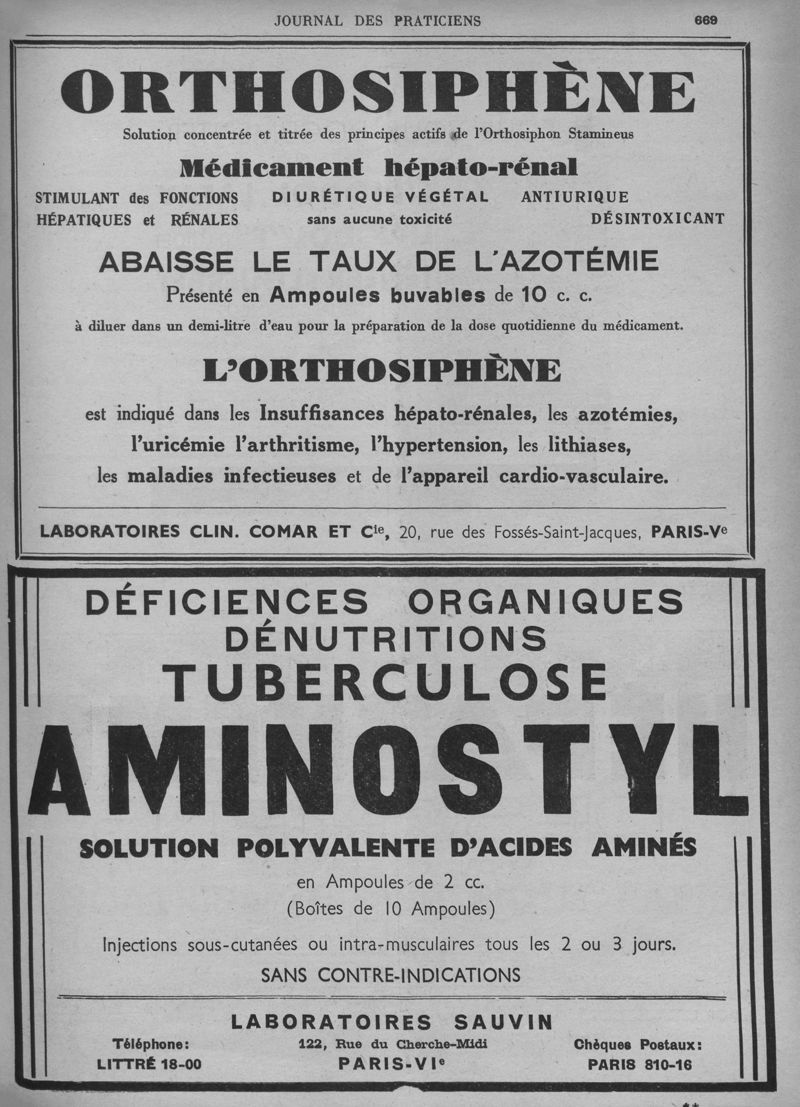 JOURNAL DES PRATICIENS 669
ORTHOSIPHÈNE
Solution concentrée et titrée des principes actifs de l'Orthosiphon Stamineus
Médicament hépato-rénal
STIMULANT des FONCTIONS DIURÉTIQUE VÉGÉTAL ANTIURIQUE
HÉPATIQUES et RÉNALES sans aucune toxicité DÉSINTOXICANT
ABAISSE LE TAUX DE L'AZOTÉMIE
Présenté en Ampoules buvables de 10 c. c.
à diluer dans un demi-litre d'eau pour la préparation de la dose quotidienne du médicament.
L'ORTHOSIPHÈNE
est indiqué dans les Insuffisances hépato-rénales, les azotémies,
l'uricémie l'arthritisme, l'hypertension, les lithiases,
les maladies infectieuses et de l'appareil cardio-vasculaire.
LABORATOIRES CLIN. COMAR ET Cie, 20, rue des Fossés-Saint-Jacques, PARIS-Ve
DÉFICIENCES ORGANIQUES
DÉNUTRITIONS
TUBERCULOSE
AMINOSTYL
SOLUTION POLYVALENTE D'ACIDES AMINÉS
en Ampoules de 2 cc.
(Boîtes de 10 Ampoules)
Injections sous-cutanées ou intra-musculaires tous les 2 ou 3 jours.
SANS CONTRE-INDICATIONS
LABORATOIRES SAUVIN
Téléphone: 122, Rue du Cherche-Midi Chèques Postaux:
LITTRÉ 18-00 PARIS-VIe PARIS 810-16
**